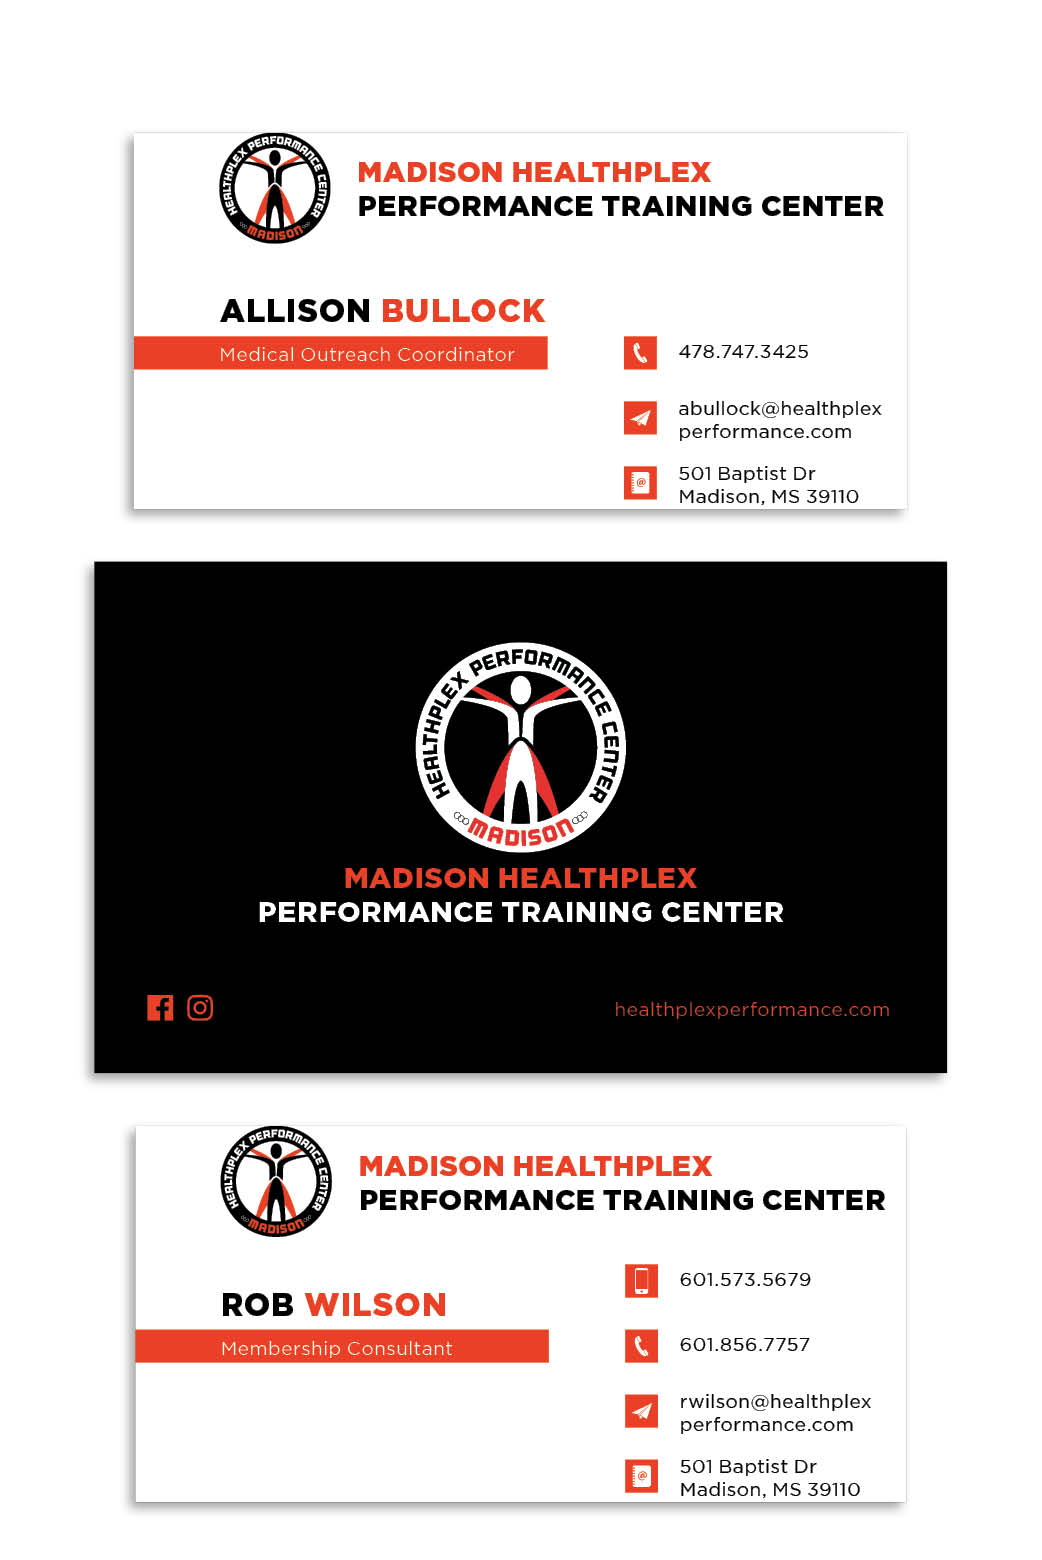 HEALTHPLEX PERFORMANCE CENTER
MADISON
MADISON HEALTHPLEX
PERFORMANCE TRAINING CENTER
ALLISON BULLOCK
Medical Outreach Coordinator
478.747.3425
abullock@healthplex
performance.com
501 Baptist Dr
Madison, MS 39110
HEALTHPLEX PERFORMANCE CENTER
MADISON
MADISON HEALTHPLEX
PERFORMANCE TRAINING CENTER
healthplexperformance.com
HEALTHPLEX PERFORMANCE CENTER
MADISON
MADISON HEALTHPLEX
PERFORMANCE TRAINING CENTER
ROB WILSON
Membership Consultant
601.573.5679
601.856.7757
rwilson@healthplex
performance.com
501 Baptist Dr
Madison, MS 39110